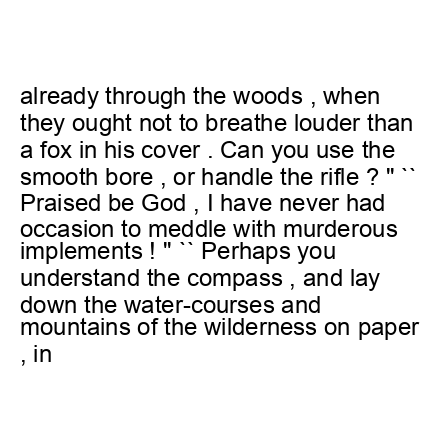 already through the woods , when
they ought not to breathe louder than
a fox in his cover . Can you use the
smooth bore , or handle the rifle ? " ``
Praised be God , I have never had
occasion to meddle with murderous
implements ! " `` Perhaps you
understand the compass , and lay
down the water-courses and
mountains of the wilderness on paper
, in